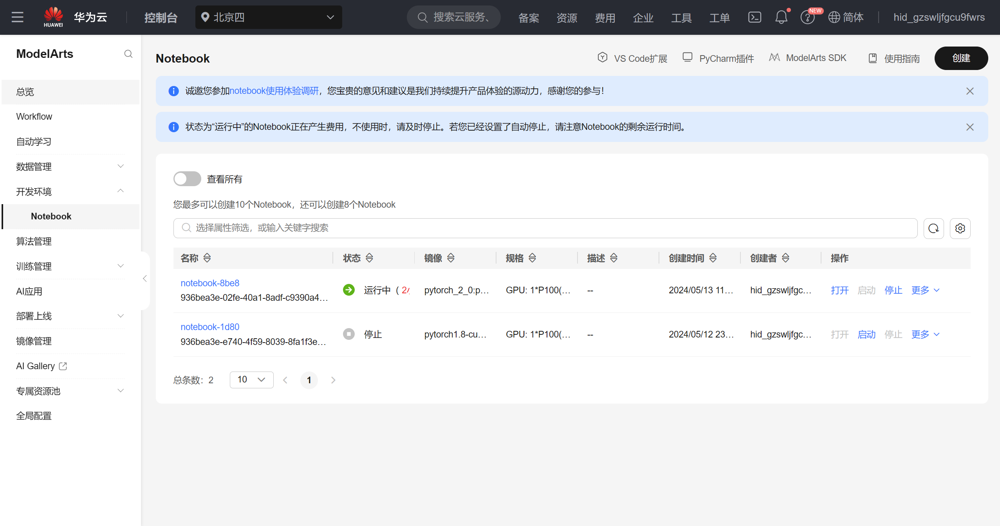 HUAWEI
华为云
控制台
北京四
搜索云服务、
备案
资源
费用
企业
工具
工单
NEW
简体
hid_gzswljfgcu9fwrs
ModelArts
总览
Workflow
自动学习
数据管理
开发环境
Notebook
算法管理
训练管理
AI应用
部署上线
镜像管理
AI Gallery
专属资源池
全局配置
Notebook
VS Code扩展
PyCharm插件
ModelArts SDK
使用指南
创建
诚邀您参加notebook使用体验调研，您宝贵的意见和建议是我们持续提升产品体验的源动力，感谢您的参与！
状态为“运行中”的Notebook正在产生费用，不使用时，请及时停止。若您已经设置了自动停止，请注意Notebook的剩余运行时间。
查看所有
您最多可以创建10个Notebook，还可以创建8个Notebook
选择属性筛选，或输入关键字搜索
名称 状态 镜像 规格 描述 创建时间 创建者 操作
notebook-8be8
936bea3e-02fe-40a1-8adf-c9390a4...
运行中（2 pytorch_2_0:p... GPU: 1*P100(... -- 2024/05/13 11... hid_gzswljfgc... 打开 启动 停止 更多
notebook-1d80
936bea3e-e740-4f59-8039-8fa1f3e...
停止 pytorch1.8-cu... GPU: 1*P100(... -- 2024/05/12 23... hid_gzswljfgc... 打开 启动 停止 更多
总条数：2 10 1